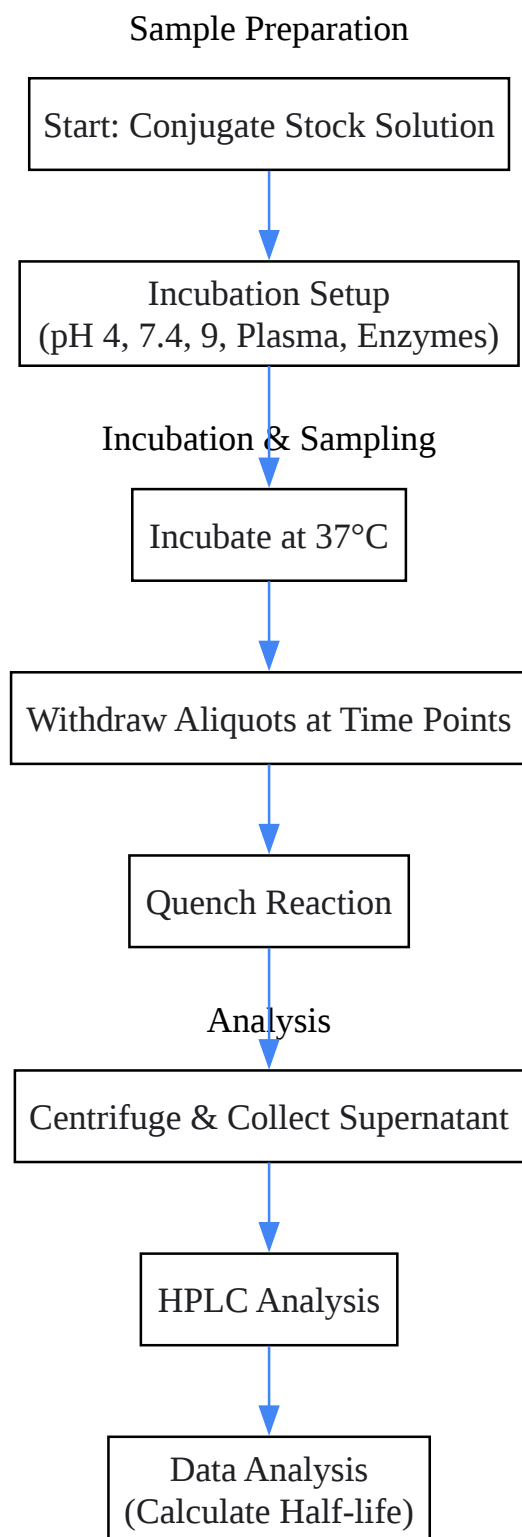 Sample Preparation
Start: Conjugate Stock Solution
Incubation Setup
(pH 4, 7.4, 9, Plasma, Enzymes)
Incubation & Sampling
Incubate at 37°C
Withdraw Aliquots at Time Points
Quench Reaction
Analysis
Centrifuge & Collect Supernatant
HPLC Analysis
Data Analysis
(Calculate Half-life)